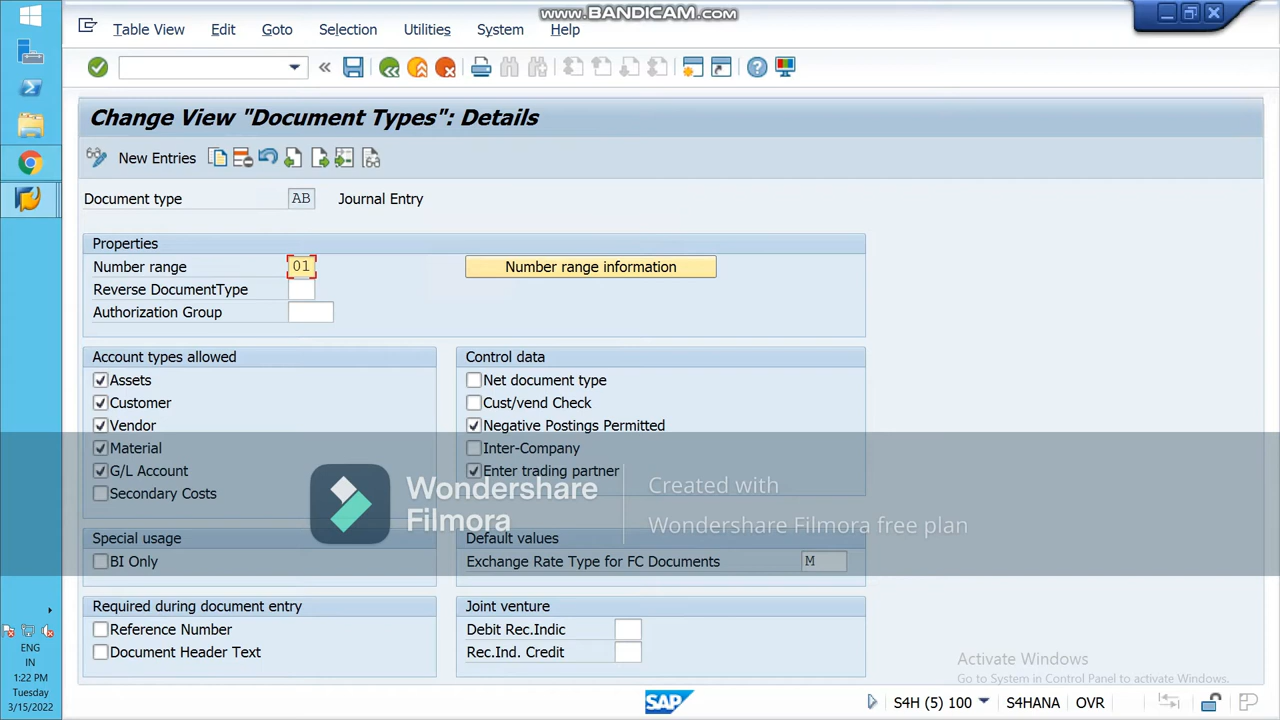 www.BANDICAM.com
Table View Edit Goto Selection Utilities System Help
Change View "Document Types": Details
New Entries
Document type AB Journal Entry
Properties
Number range 01 Number range information
Reverse DocumentType
Authorization Group
Account types allowed
Assets
Customer
Vendor
Material
G/L Account
Secondary Costs
Control data
Net document type
Cust/vend Check
Negative Postings Permitted
Inter-Company
Enter trading partner
Wondershare
Filmora
Created with
Wondershare Filmora free plan
Special usage
BI Only
Default values
Exchange Rate Type for FC Documents M
Required during document entry
Reference Number
Document Header Text
Joint venture
Debit Rec.Indic
Rec.Ind. Credit
Activate Windows
Go to System in Control Panel to activate Windows.
ENG
IN
1:22 PM
Tuesday
3/15/2022
SAP
S4H (5) 100 S4HANA OVR